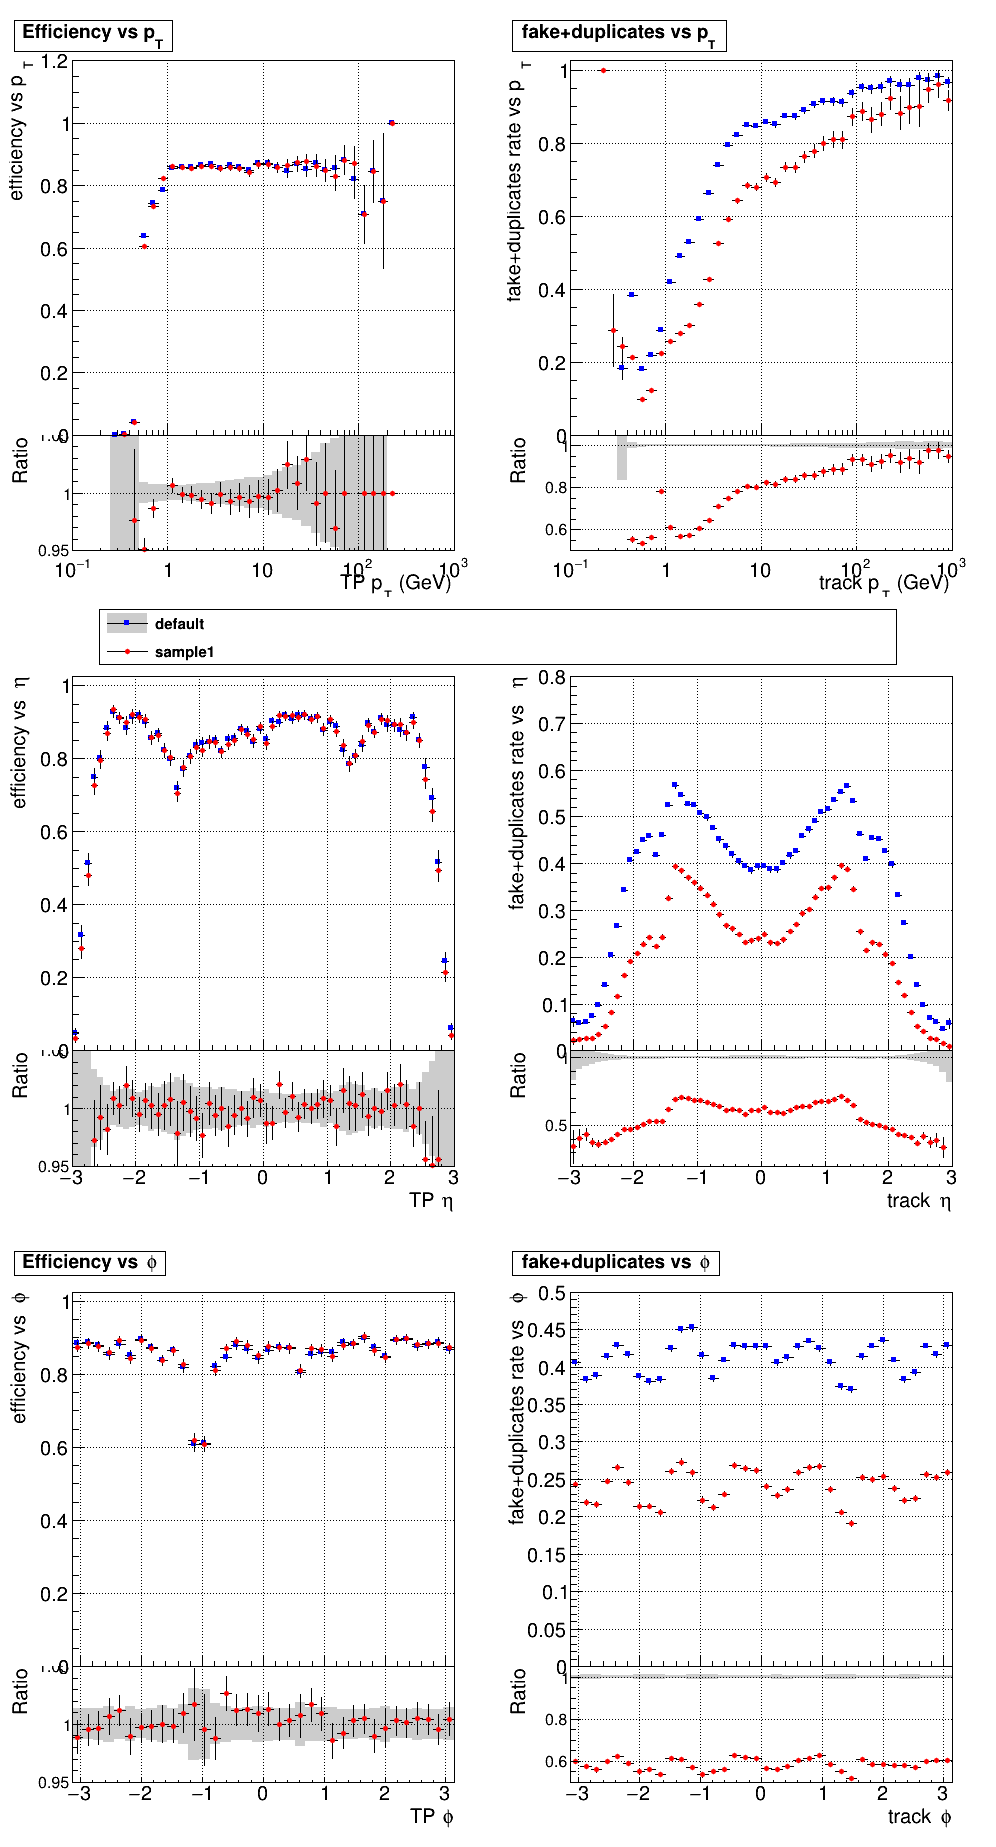 Efficiency vs pT
fake+duplicates vs pT
efficiency vs pT
1.2
1
0.8
0.6
0.4
0.2
0
Ratio
1
0.95
10−1
1
10
102
103
TP pT (GeV)
fake+duplicates rate vs pT
1
0.8
0.6
0.4
0.2
Ratio
1
0.8
0.6
10−1
1
10
102
103
track pT (GeV)
default
sample1
efficiency vs η
1
0.8
0.6
0.4
0.2
0
Ratio
1
0.95
−3 −2 −1 0 1 2 3
TP η
fake+duplicates rate vs η
0.8
0.7
0.6
0.5
0.4
0.3
0.2
0.1
0
Ratio
1
0.5
−3 −2 −1 0 1 2 3
track η
Efficiency vs ϕ
fake+duplicates vs ϕ
efficiency vs ϕ
1
0.8
0.6
0.4
0.2
0
Ratio
1
0.95
−3 −2 −1 0 1 2 3
TP ϕ
fake+duplicates rate vs ϕ
0.5
0.45
0.4
0.35
0.3
0.25
0.2
0.15
0.1
0.05
0
Ratio
1
0.8
0.6
−3 −2 −1 0 1 2 3
track ϕ